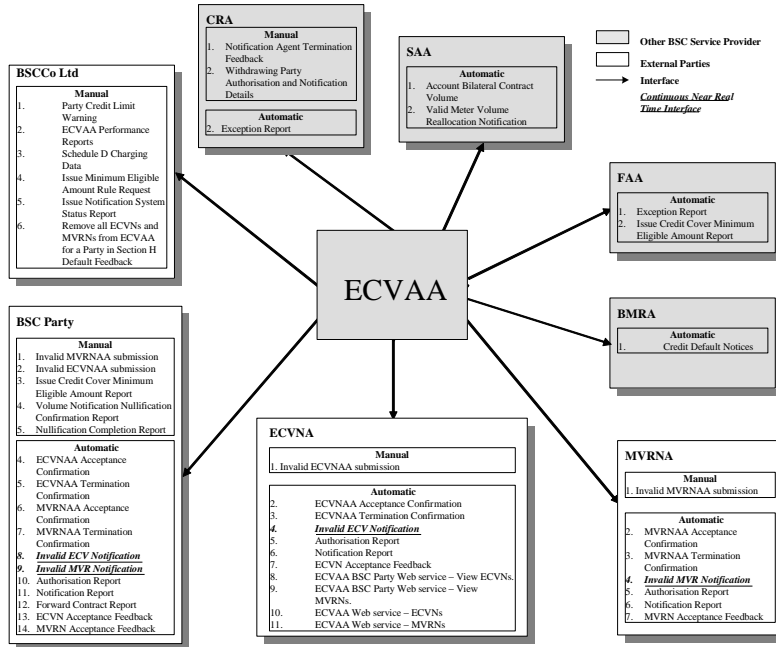 CRA
Manual
1. Notification Agent Termination
Feedback
2. Withdrawing Party
Authorisation and Notification
Details
Automatic
2. Exception Report
SAA
Automatic
1. Account Bilateral Contract
Volume
2. Valid Meter Volume
Reallocation Notification
Other BSC Service Provider
External Parties
Interface
Continuous Near Real
Time Interface
BSCCo Ltd
Manual
1. Party Credit Limit
Warning
2. ECVAA Performance
Reports
3. Schedule D Charging
Data
4. Issue Minimum Eligible
Amount Rule Request
5. Issue Notification System
Status Report
6. Remove all ECVNs and
MVRNs from ECVAA
for a Party in Section H
Default Feedback
FAA
Automatic
1. Exception Report
2. Issue Credit Cover Minimum
Eligible Amount Report
ECVAA
BMRA
Automatic
1. Credit Default Notices
BSC Party
Manual
1. Invalid MVRNAA submission
2. Invalid ECVNAA submission
3. Issue Credit Cover Minimum
Eligible Amount Report
4. Volume Notification Nullification
Confirmation Report
5. Nullification Completion Report
Automatic
4. ECVNAA Acceptance
Confirmation
5. ECVNAA Termination
Confirmation
6. MVRNAA Acceptance
Confirmation
7. MVRNAA Termination
Confirmation
8. Invalid ECV Notification
9. Invalid MVR Notification
10. Authorisation Report
11. Notification Report
12. Forward Contract Report
13. ECVN Acceptance Feedback
14. MVRN Acceptance Feedback
ECVNA
Manual
1. Invalid ECVNAA submission
Automatic
2. ECVNAA Acceptance Confirmation
3. ECVNAA Termination Confirmation
4. Invalid ECV Notification
5. Authorisation Report
6. Notification Report
7. ECVN Acceptance Feedback
8. ECVAA BSC Party Web service – View ECVNs.
9. ECVAA BSC Party Web service – View
MVRNs.
10. ECVAA Web service – ECVNs
11. ECVAA Web service – MVRNs
MVRNA
Manual
1. Invalid MVRNAA submission
Automatic
2. MVRNAA Acceptance
Confirmation
3. MVRNAA Termination
Confirmation
4. Invalid MVR Notification
5. Authorisation Report
6. Notification Report
7. MVRN Acceptance Feedback